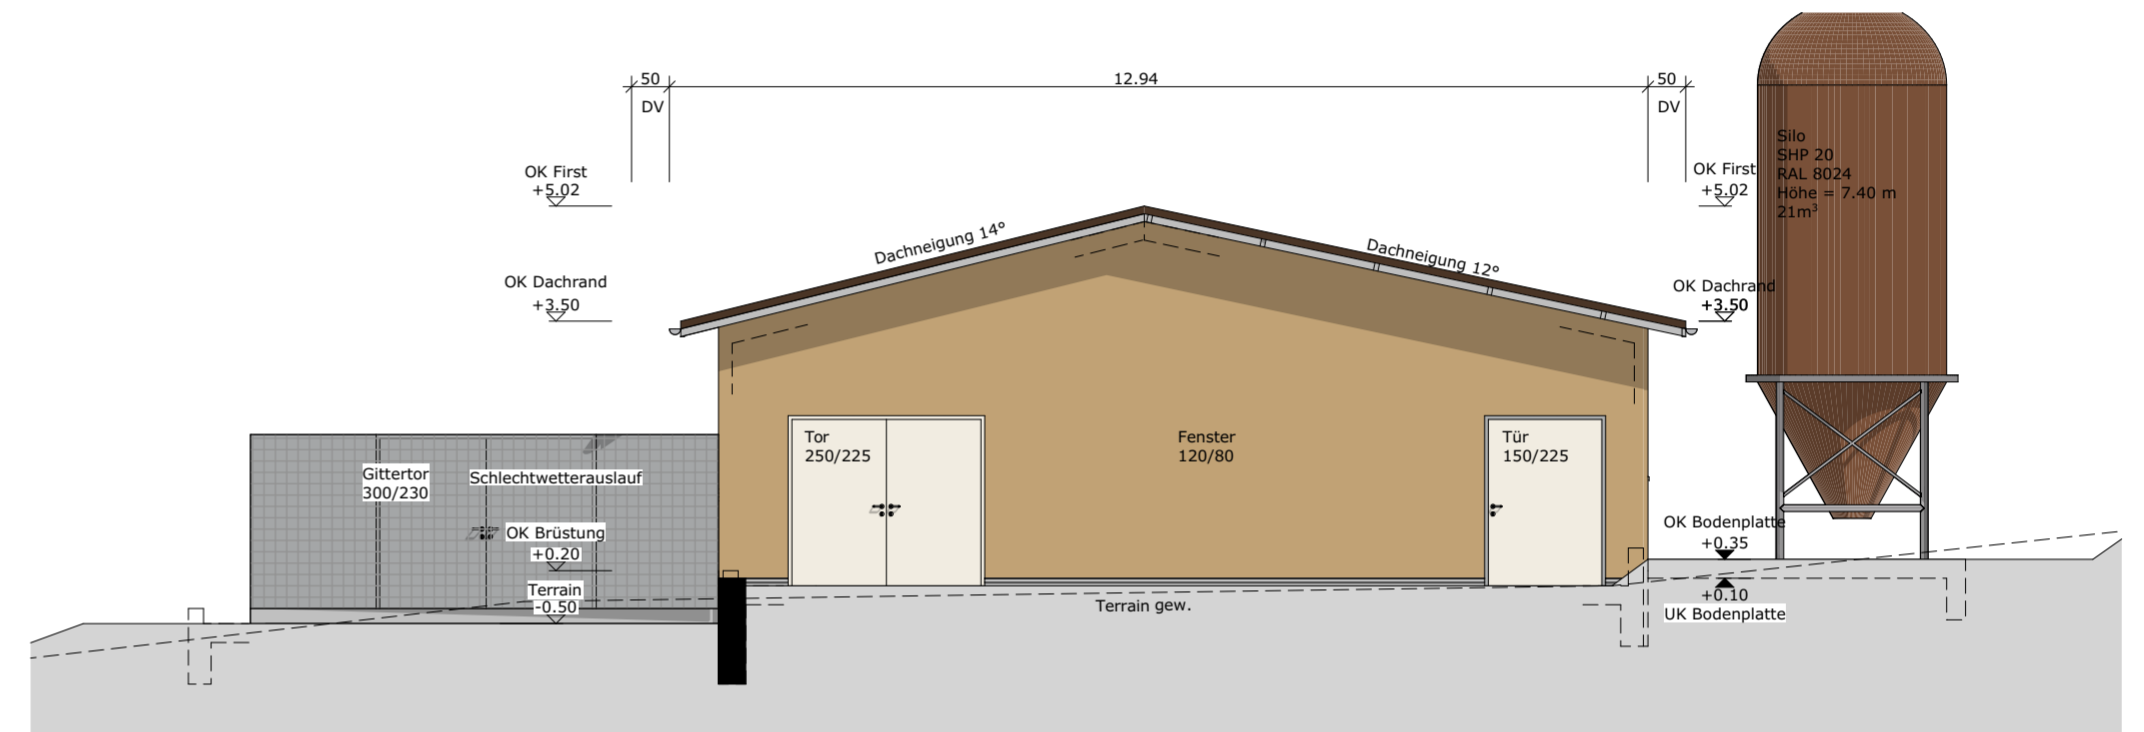 50
12.94
50
DV
DV
OK First
+5.02
OK First
+5.02
Silo
SHP 20
RAL 8024
Höhe = 7.40 m
21m³
Dachneigung 14°
Dachneigung 12°
OK Dachrand
+3.50
OK Dachrand
+3.50
Tor
250/225
Fenster
120/80
Tür
150/225
Gittertor
300/230
Schlechtwetterauslauf
OK Brüstung
+0.20
Terrain
-0.50
OK Bodenplatte
+0.35
+0.10
UK Bodenplatte
Terrain gew.